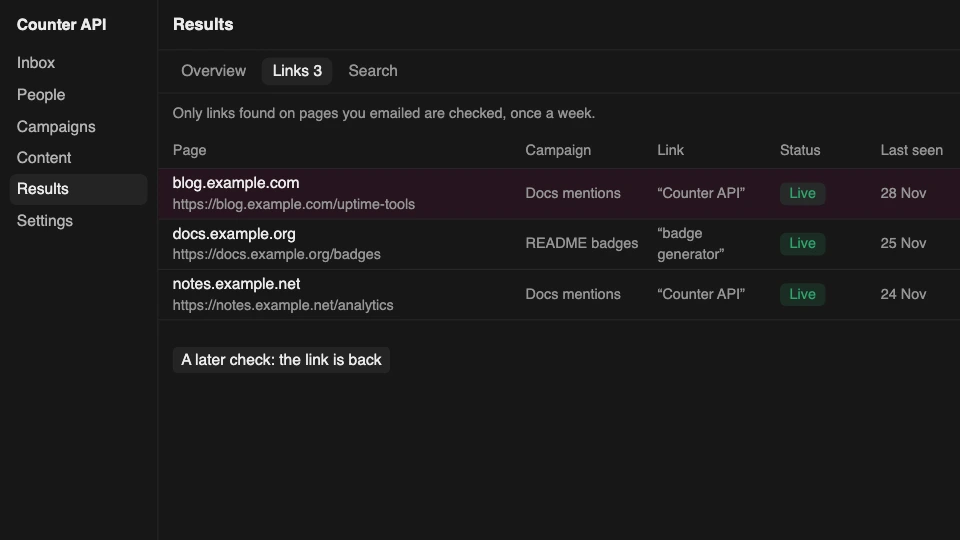 Counter API
Inbox
People
Campaigns
Content
Results
Settings
Results
Overview
Links 3
Search
Only links found on pages you emailed are checked, once a week.
Page
Campaign
Link
Status
Last seen
blog.example.com
https://blog.example.com/uptime-tools
Docs mentions
“Counter API”
Live
28 Nov
docs.example.org
https://docs.example.org/badges
README badges
“badge
generator”
Live
25 Nov
notes.example.net
https://notes.example.net/analytics
Docs mentions
“Counter API”
Live
24 Nov
A later check: the link is back